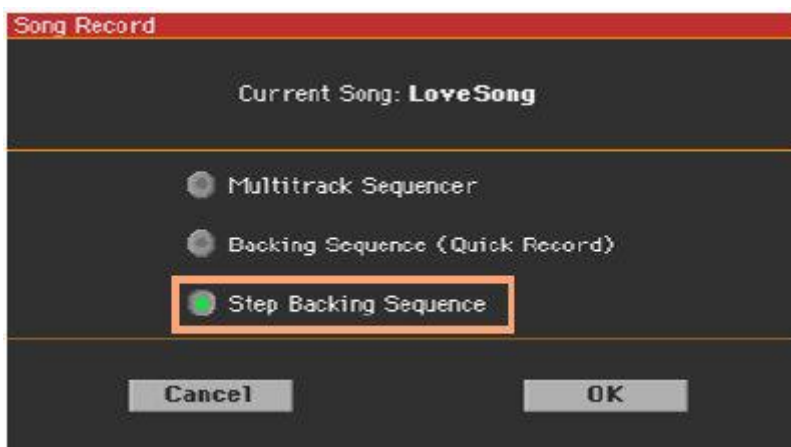 Song Record
Current Song: LoveSong
Multitrack Sequencer
Backing Sequence (Quick Record)
Step Backing Sequence
Cancel OK